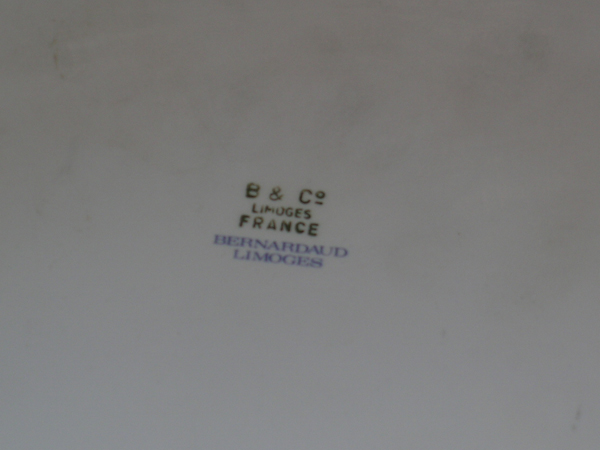 B & Cº
LIMOGES
FRANCE
BERNARDAUD
LIMOGES